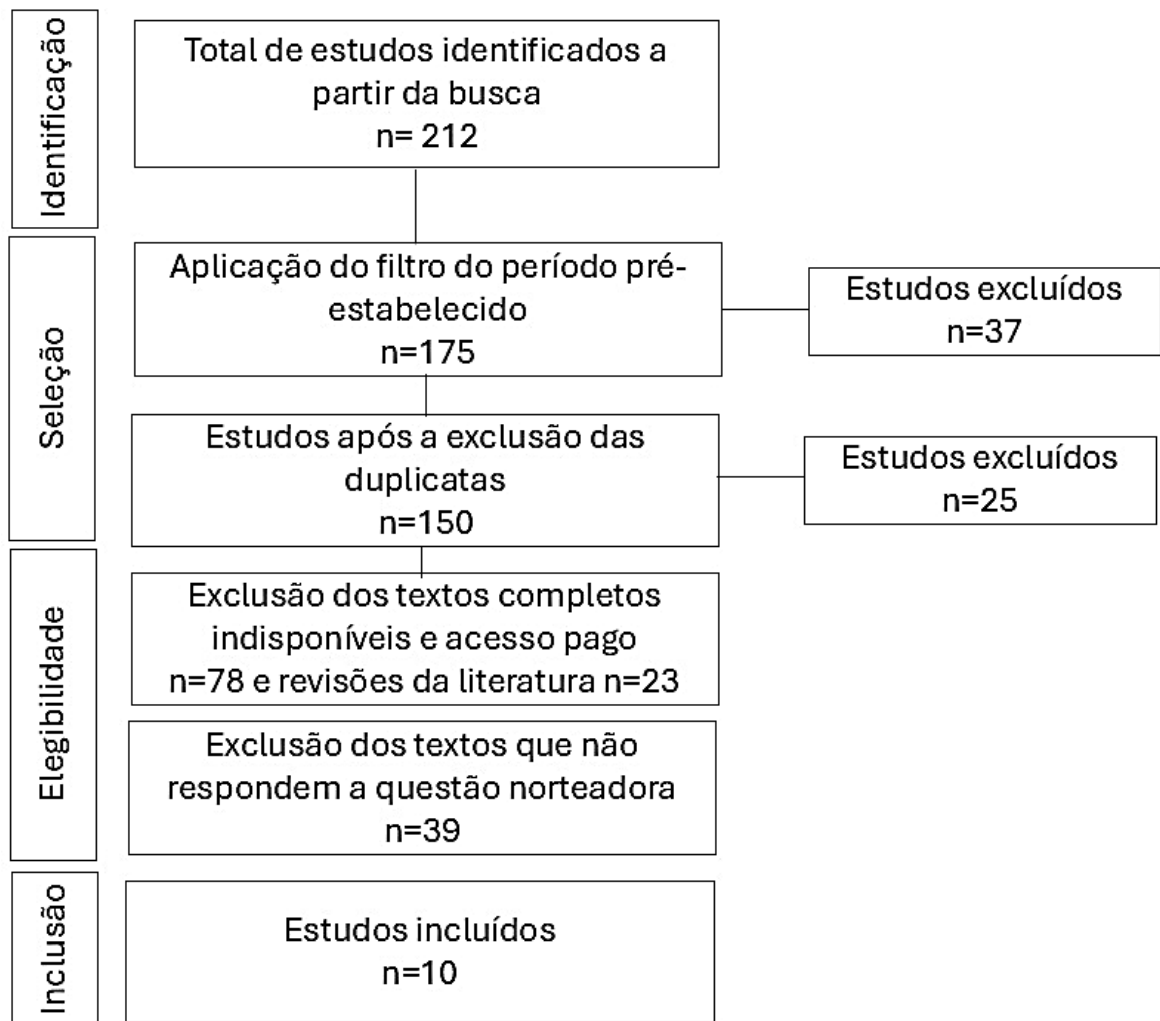 Identificação
Total de estudos identificados a
partir da busca
n= 212
Seleção
Aplicação do filtro do período pré-
estabelecido
n=175
Estudos excluídos
n=37
Estudos após a exclusão das
duplicatas
n=150
Estudos excluídos
n=25
Elegibilidade
Exclusão dos textos completos
indisponíveis e acesso pago
n=78 e revisões da literatura n=23
Exclusão dos textos que não
respondem a questão norteadora
n=39
Inclusão
Estudos incluídos
n=10